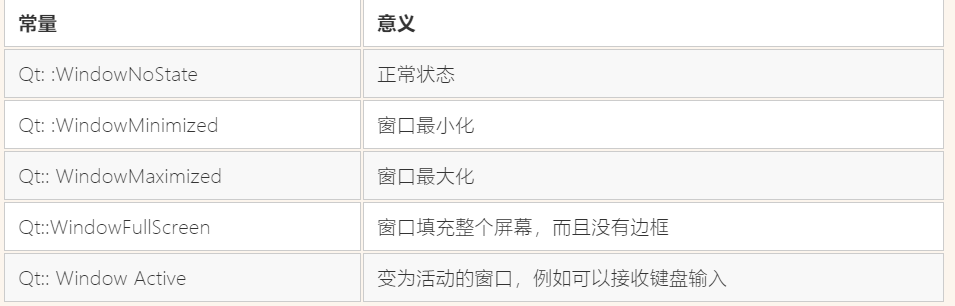 常量 意义
Qt: :WindowNoState 正常状态
Qt: :WindowMinimized 窗口最小化
Qt:: WindowMaximized 窗口最大化
Qt::WindowFullScreen 窗口填充整个屏幕，而且没有边框
Qt:: Window Active 变为活动的窗口，例如可以接收键盘输入